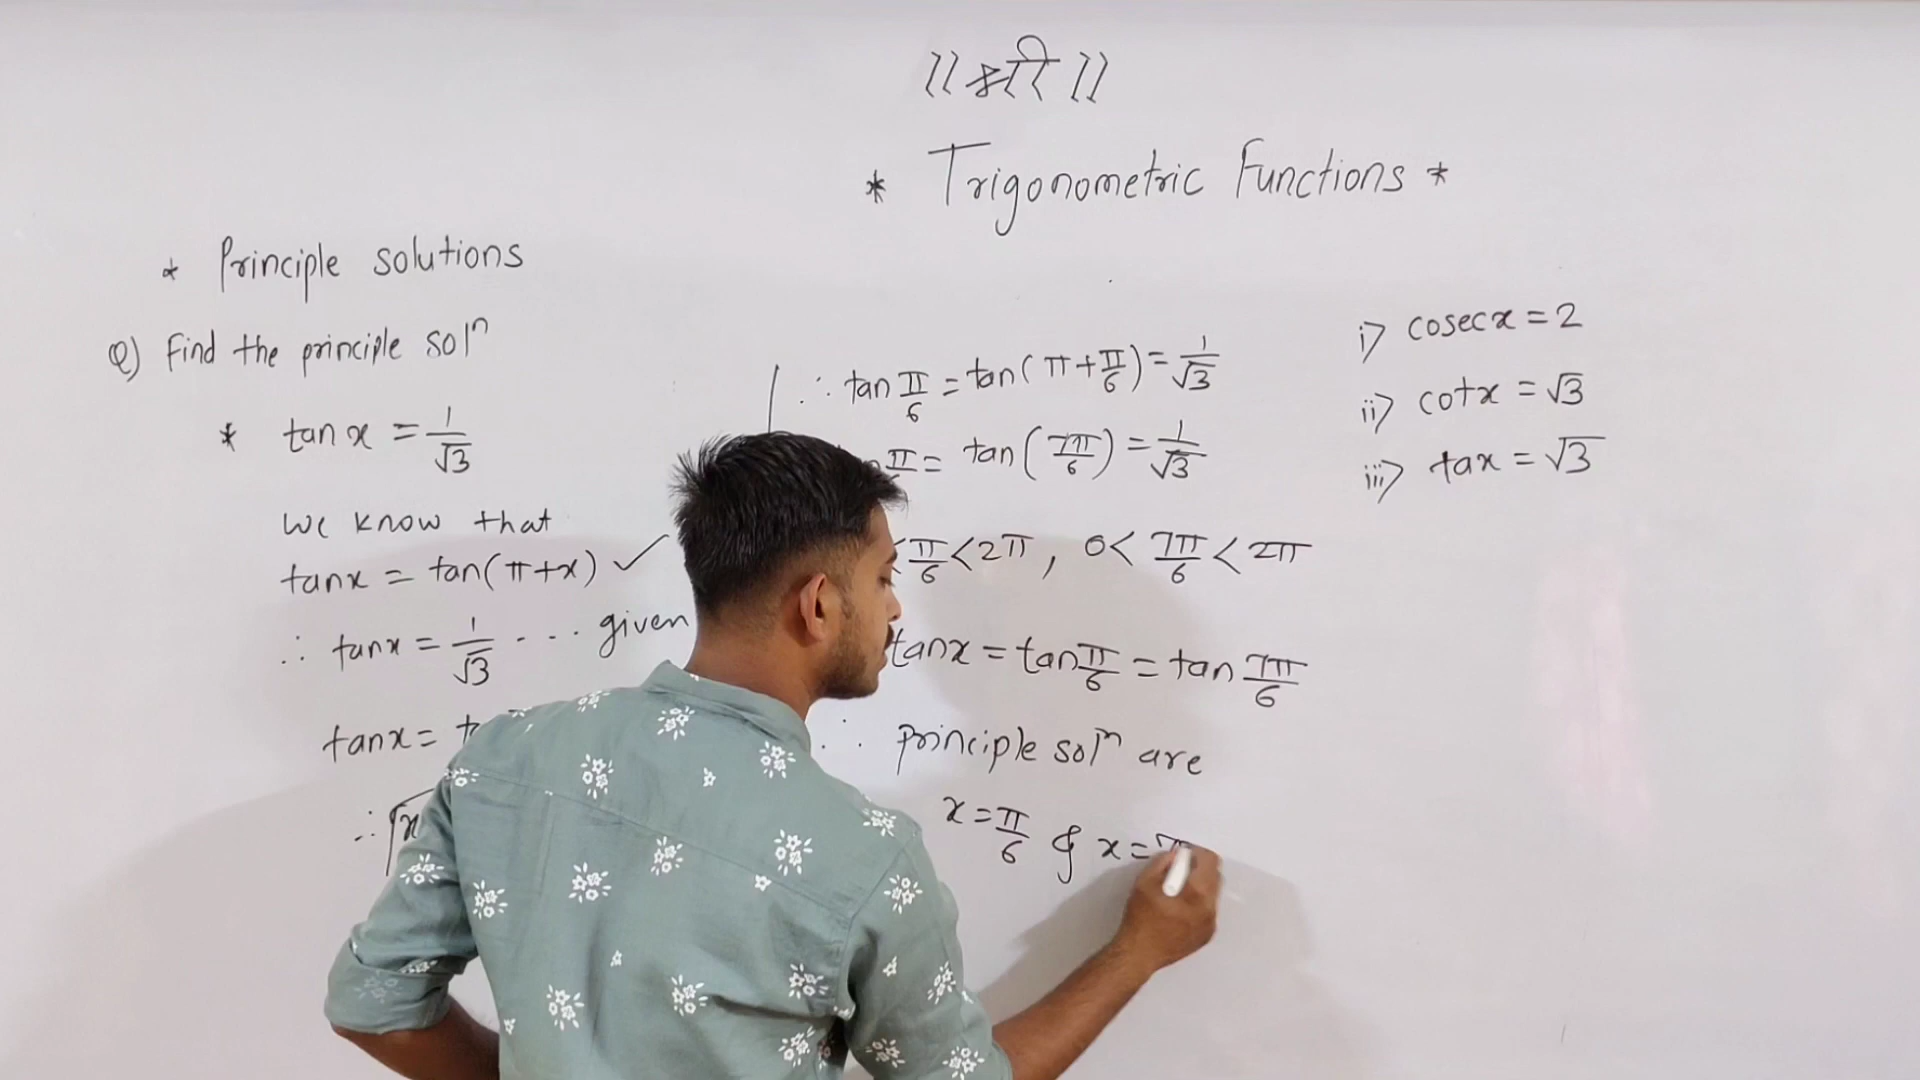 ॥ श्री ॥
* Trigonometric Functions *
* Principle solutions
Q) Find the principle solⁿ
* tan x = 1/√3
We know that
tanx = tan(π+x) ✓
∴ tanx = 1/√3 ... given
tanx =
∴ x
∴ tan π/6 = tan(π+π/6) = 1/√3
π/6 = tan(7π/6) = 1/√3
<π/6<2π, 0<7π/6<2π
tanx = tan π/6 = tan 7π/6
∴ principle solⁿ are
x = π/6 & x =
i) cosecx = 2
ii) cotx = √3
iii) tax = √3